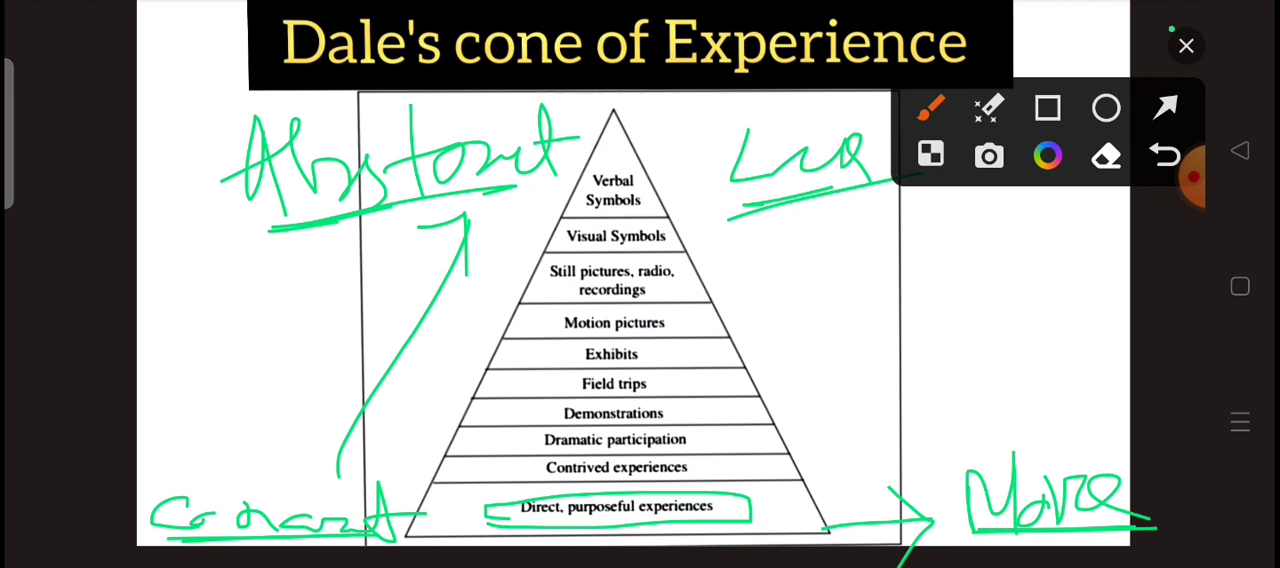 Dale's cone of Experience
Abstract
Less
Verbal
Symbols
Visual Symbols
Still pictures, radio,
recordings
Motion pictures
Exhibits
Field trips
Demonstrations
Dramatic participation
Contrived experiences
Direct, purposeful experiences
More